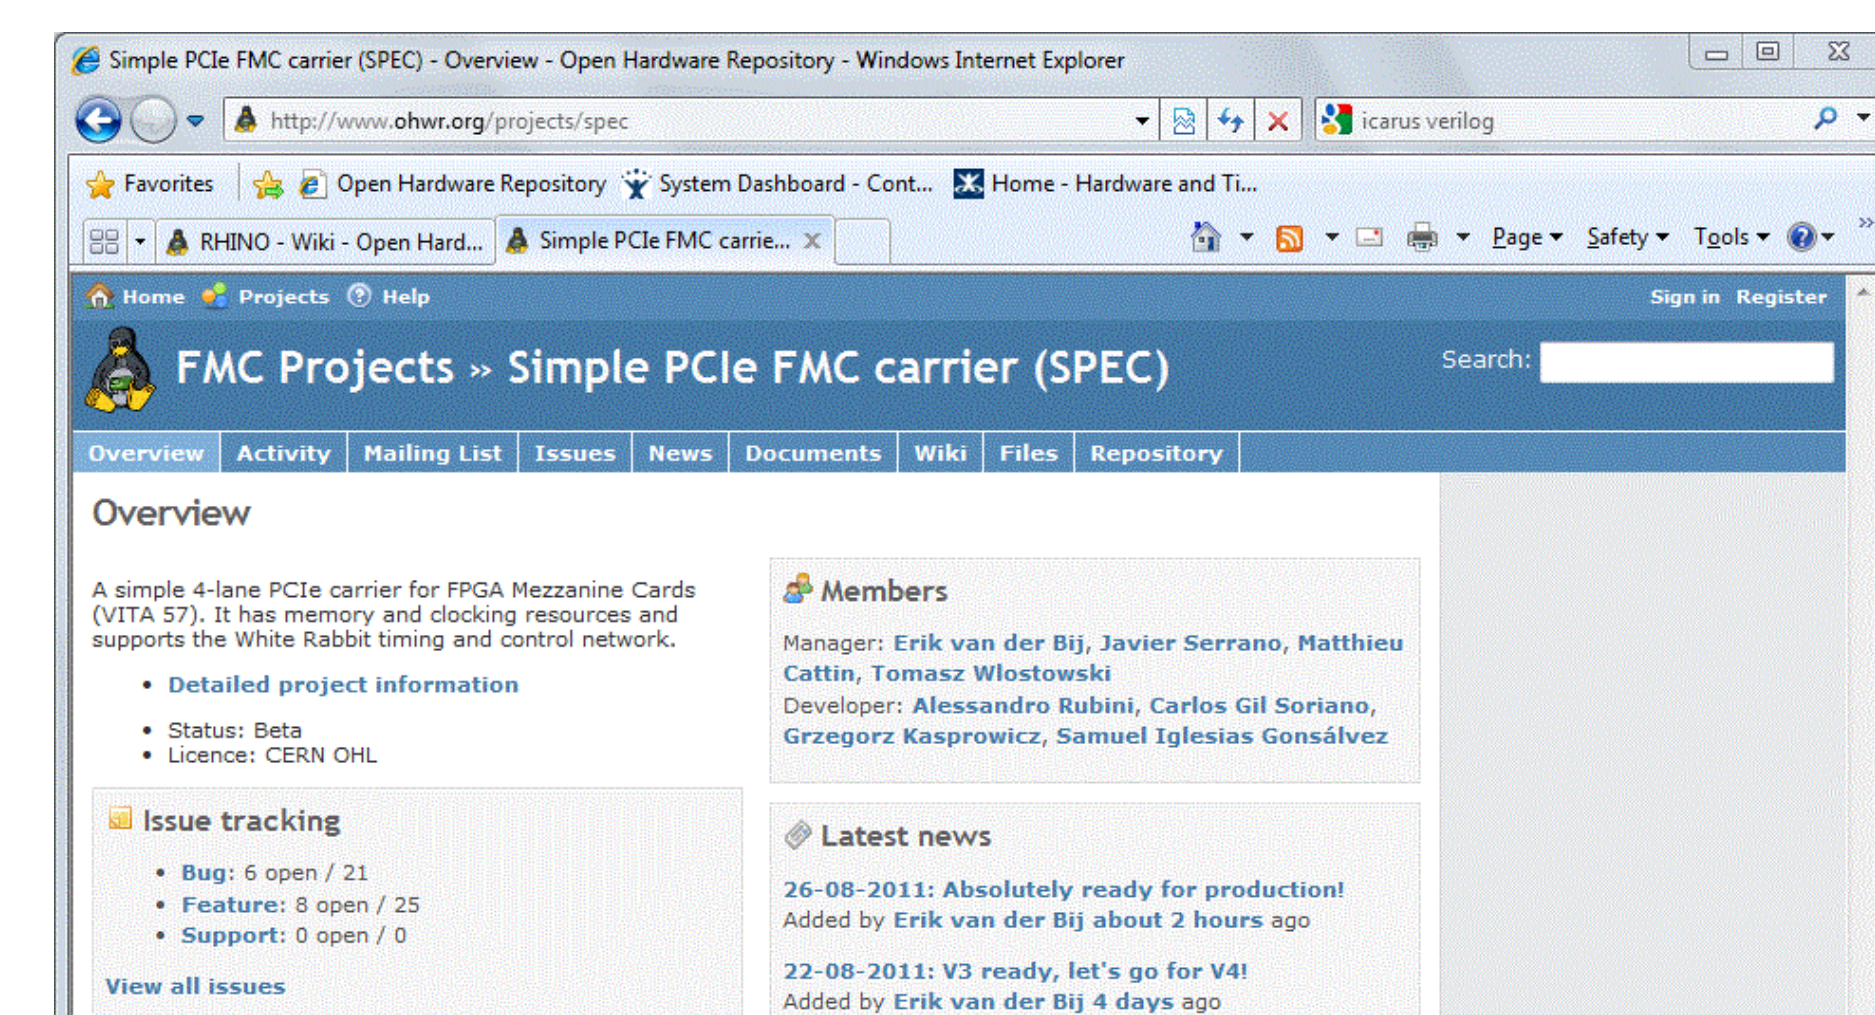 Simple PCIe FMC carrier (SPEC) - Overview - Open Hardware Repository - Windows Internet Explorer
http://www.ohwr.org/projects/spec
icarus verilog
Favorites
Open Hardware Repository
System Dashboard - Cont...
Home - Hardware and Ti...
RHINO - Wiki - Open Hard...
Simple PCIe FMC carrie...
Page
Safety
Tools
»
Home Projects Help
Sign in Register
FMC Projects » Simple PCIe FMC carrier (SPEC)
Search:
Overview Activity Mailing List Issues News Documents Wiki Files Repository
Overview
A simple 4-lane PCIe carrier for FPGA Mezzanine Cards
(VITA 57). It has memory and clocking resources and
supports the White Rabbit timing and control network.
• Detailed project information
• Status: Beta
• Licence: CERN OHL
Issue tracking
• Bug: 6 open / 21
• Feature: 8 open / 25
• Support: 0 open / 0
View all issues
Members
Manager: Erik van der Bij, Javier Serrano, Matthieu
Cattin, Tomasz Wlostowski
Developer: Alessandro Rubini, Carlos Gil Soriano,
Grzegorz Kasprowicz, Samuel Iglesias Gonsálvez
Latest news
26-08-2011: Absolutely ready for production!
Added by Erik van der Bij about 2 hours ago
22-08-2011: V3 ready, let's go for V4!
Added by Erik van der Bij 4 days ago